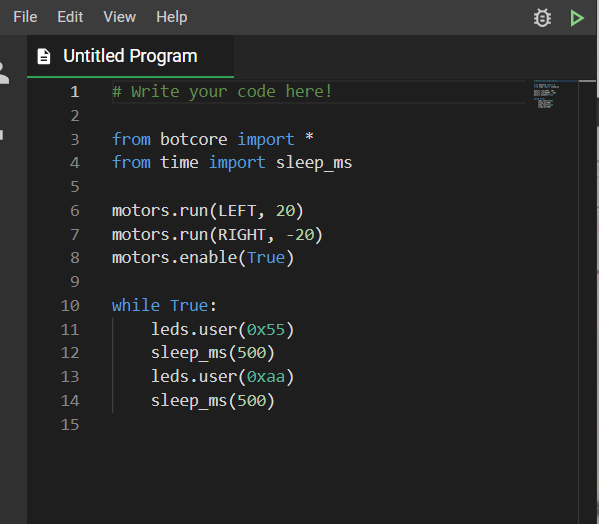 File Edit View Help
Untitled Program
1 # Write your code here!
2
3 from botcore import *
4 from time import sleep_ms
5
6 motors.run(LEFT, 20)
7 motors.run(RIGHT, -20)
8 motors.enable(True)
9
10 while True:
11     leds.user(0x55)
12     sleep_ms(500)
13     leds.user(0xaa)
14     sleep_ms(500)
15